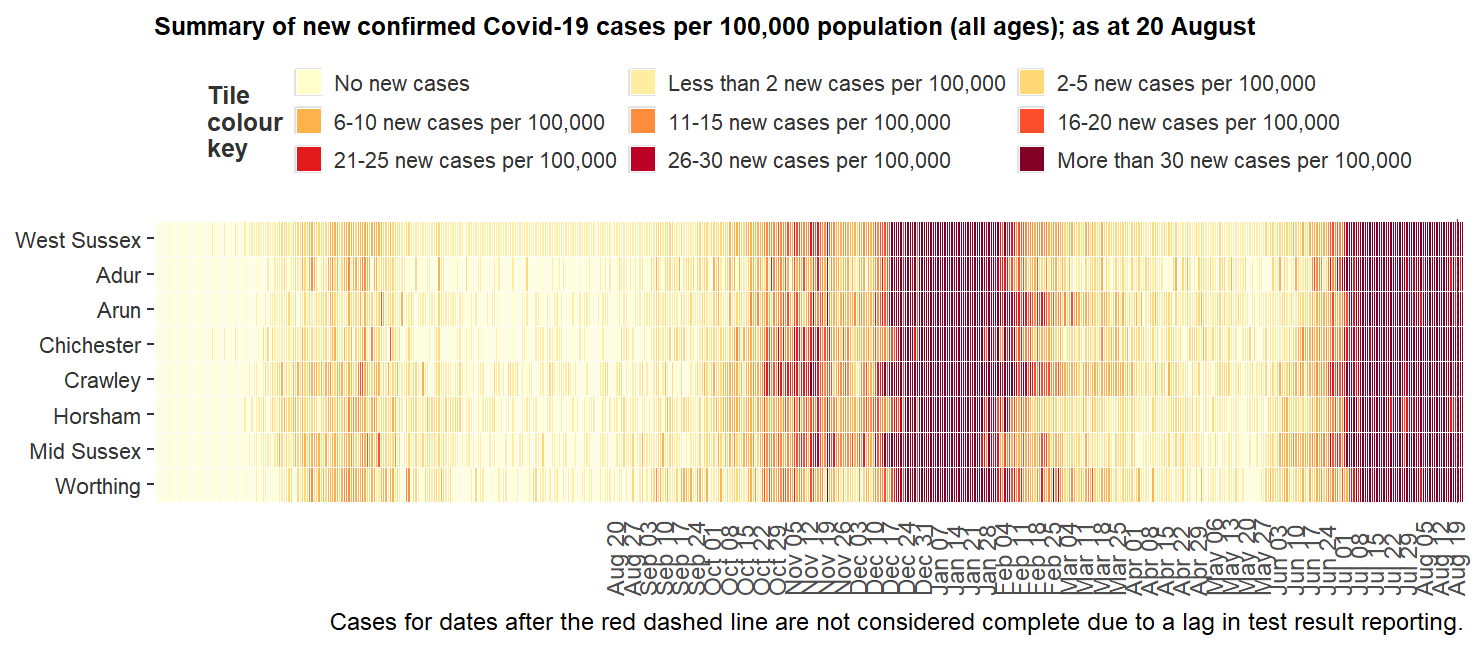 Summary of new confirmed Covid-19 cases per 100,000 population (all ages); as at 20 August
Tile
colour
key
No new cases
Less than 2 new cases per 100,000
2-5 new cases per 100,000
6-10 new cases per 100,000
11-15 new cases per 100,000
16-20 new cases per 100,000
21-25 new cases per 100,000
26-30 new cases per 100,000
More than 30 new cases per 100,000
West Sussex
Adur
Arun
Chichester
Crawley
Horsham
Mid Sussex
Worthing
Aug 20
Aug 27
Sep 03
Sep 10
Sep 17
Sep 24
Oct 01
Oct 08
Oct 15
Oct 22
Oct 29
Nov 05
Nov 12
Nov 19
Nov 26
Dec 03
Dec 10
Dec 17
Dec 24
Dec 31
Jan 07
Jan 14
Jan 21
Jan 28
Feb 04
Feb 11
Feb 18
Feb 25
Mar 04
Mar 11
Mar 18
Mar 25
Apr 01
Apr 08
Apr 15
Apr 22
Apr 29
May 06
May 13
May 20
May 27
Jun 03
Jun 10
Jun 17
Jun 24
Jul 01
Jul 08
Jul 15
Jul 22
Jul 29
Aug 05
Aug 12
Aug 19
Cases for dates after the red dashed line are not considered complete due to a lag in test result reporting.